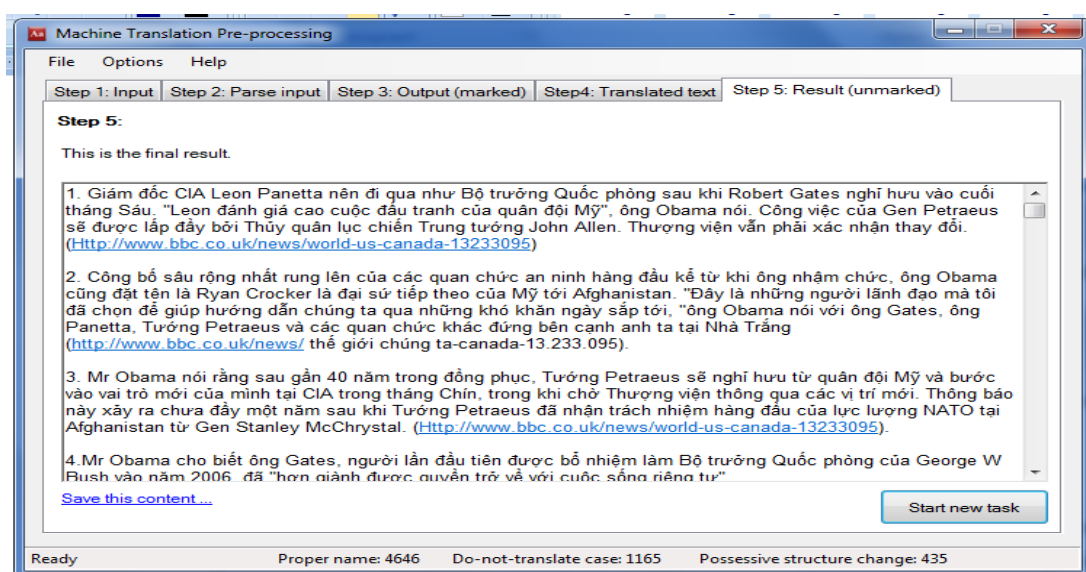 Machine Translation Pre-processing
File Options Help
Step 1: Input Step 2: Parse input Step 3: Output (marked) Step4: Translated text Step 5: Result (unmarked)
Step 5:
This is the final result.
1. Giám đốc CIA Leon Panetta nên đi qua như Bộ trưởng Quốc phòng sau khi Robert Gates nghỉ hưu vào cuối
tháng Sáu. "Leon đánh giá cao cuộc đấu tranh của quân đội Mỹ", ông Obama nói. Công việc của Gen Petraeus
sẽ được lấp đầy bởi Thủy quân lục chiến Trung tướng John Allen. Thượng viện vẫn phải xác nhận thay đổi.
(Http://www.bbc.co.uk/news/world-us-canada-13233095)
2. Công bố sâu rộng nhất rung lên của các quan chức an ninh hàng đầu kể từ khi ông nhậm chức, ông Obama
cũng đặt tên là Ryan Crocker là đại sứ tiếp theo của Mỹ tới Afghanistan. "Đây là những người lãnh đạo mà tôi
đã chọn để giúp hướng dẫn chúng ta qua những khó khăn ngày sắp tới, "ông Obama nói với ông Gates, ông
Panetta, Tướng Petraeus và các quan chức khác đứng bên cạnh anh ta tại Nhà Trắng
(http://www.bbc.co.uk/news/ thế giới chúng ta-canada-13.233.095).
3. Mr Obama nói rằng sau gần 40 năm trong đồng phục, Tướng Petraeus sẽ nghỉ hưu từ quân đội Mỹ và bước
vào vai trò mới của mình tại CIA trong tháng Chín, trong khi chờ Thượng viện thông qua các vị trí mới. Thông báo
này xảy ra chưa đầy một năm sau khi Tướng Petraeus đã nhận trách nhiệm hàng đầu của lực lượng NATO tại
Afghanistan từ Gen Stanley McChrystal. (Http://www.bbc.co.uk/news/world-us-canada-13233095).
4.Mr Obama cho biết ông Gates, người lần đầu tiên được bổ nhiệm làm Bộ trưởng Quốc phòng của George W
Bush vào năm 2006, đã "hơn giành được quyền trở về với cuộc sống riêng tư"
Save this content ...
Start new task
Ready Proper name: 4646 Do-not-translate case: 1165 Possessive structure change: 435